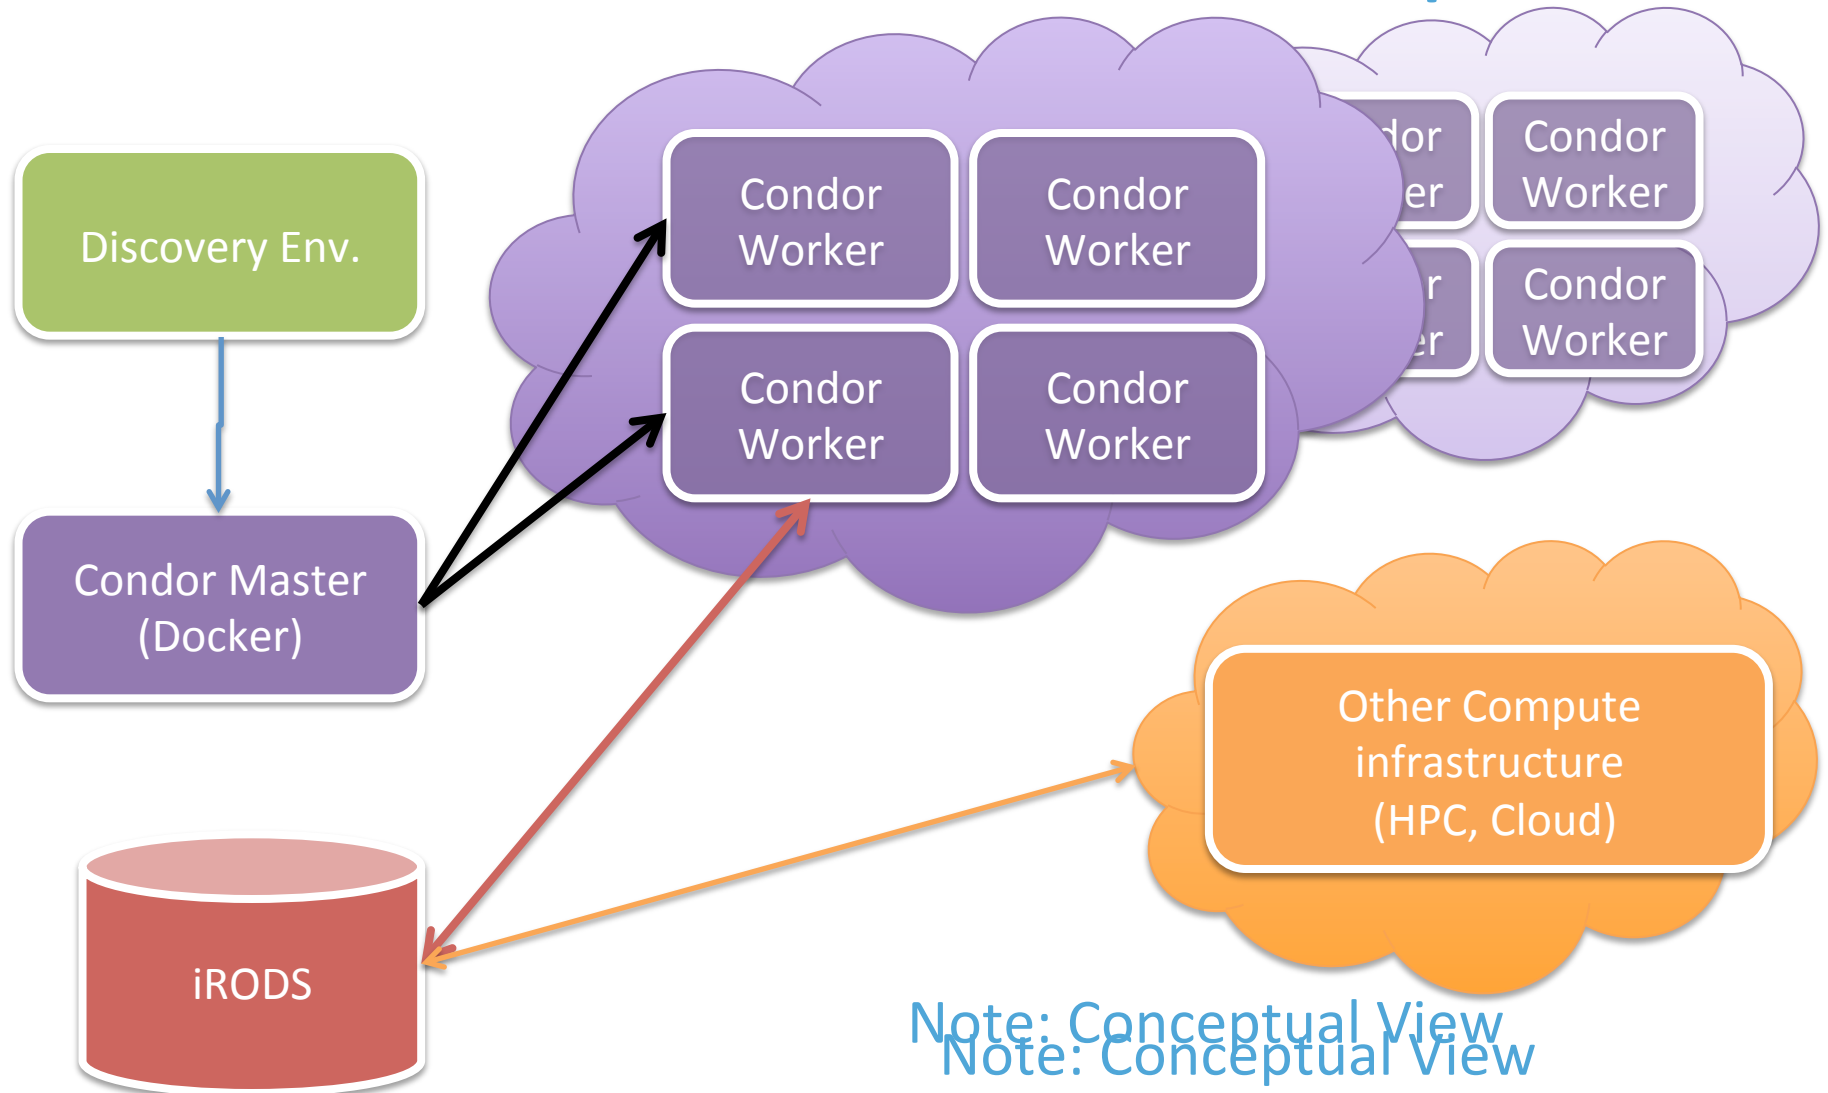 Discovery Env.
Condor Master
(Docker)
iRODS
Condor
Worker
Condor
Worker
Condor
Worker
Condor
Worker
Condor
Worker
Condor
Worker
Other Compute
infrastructure
(HPC, Cloud)
Note: Conceptual View
Note: Conceptual View